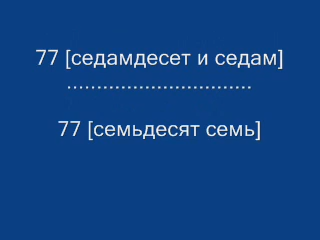 77 [седамдесет и седам]
...............................
77 [семьдесят семь]